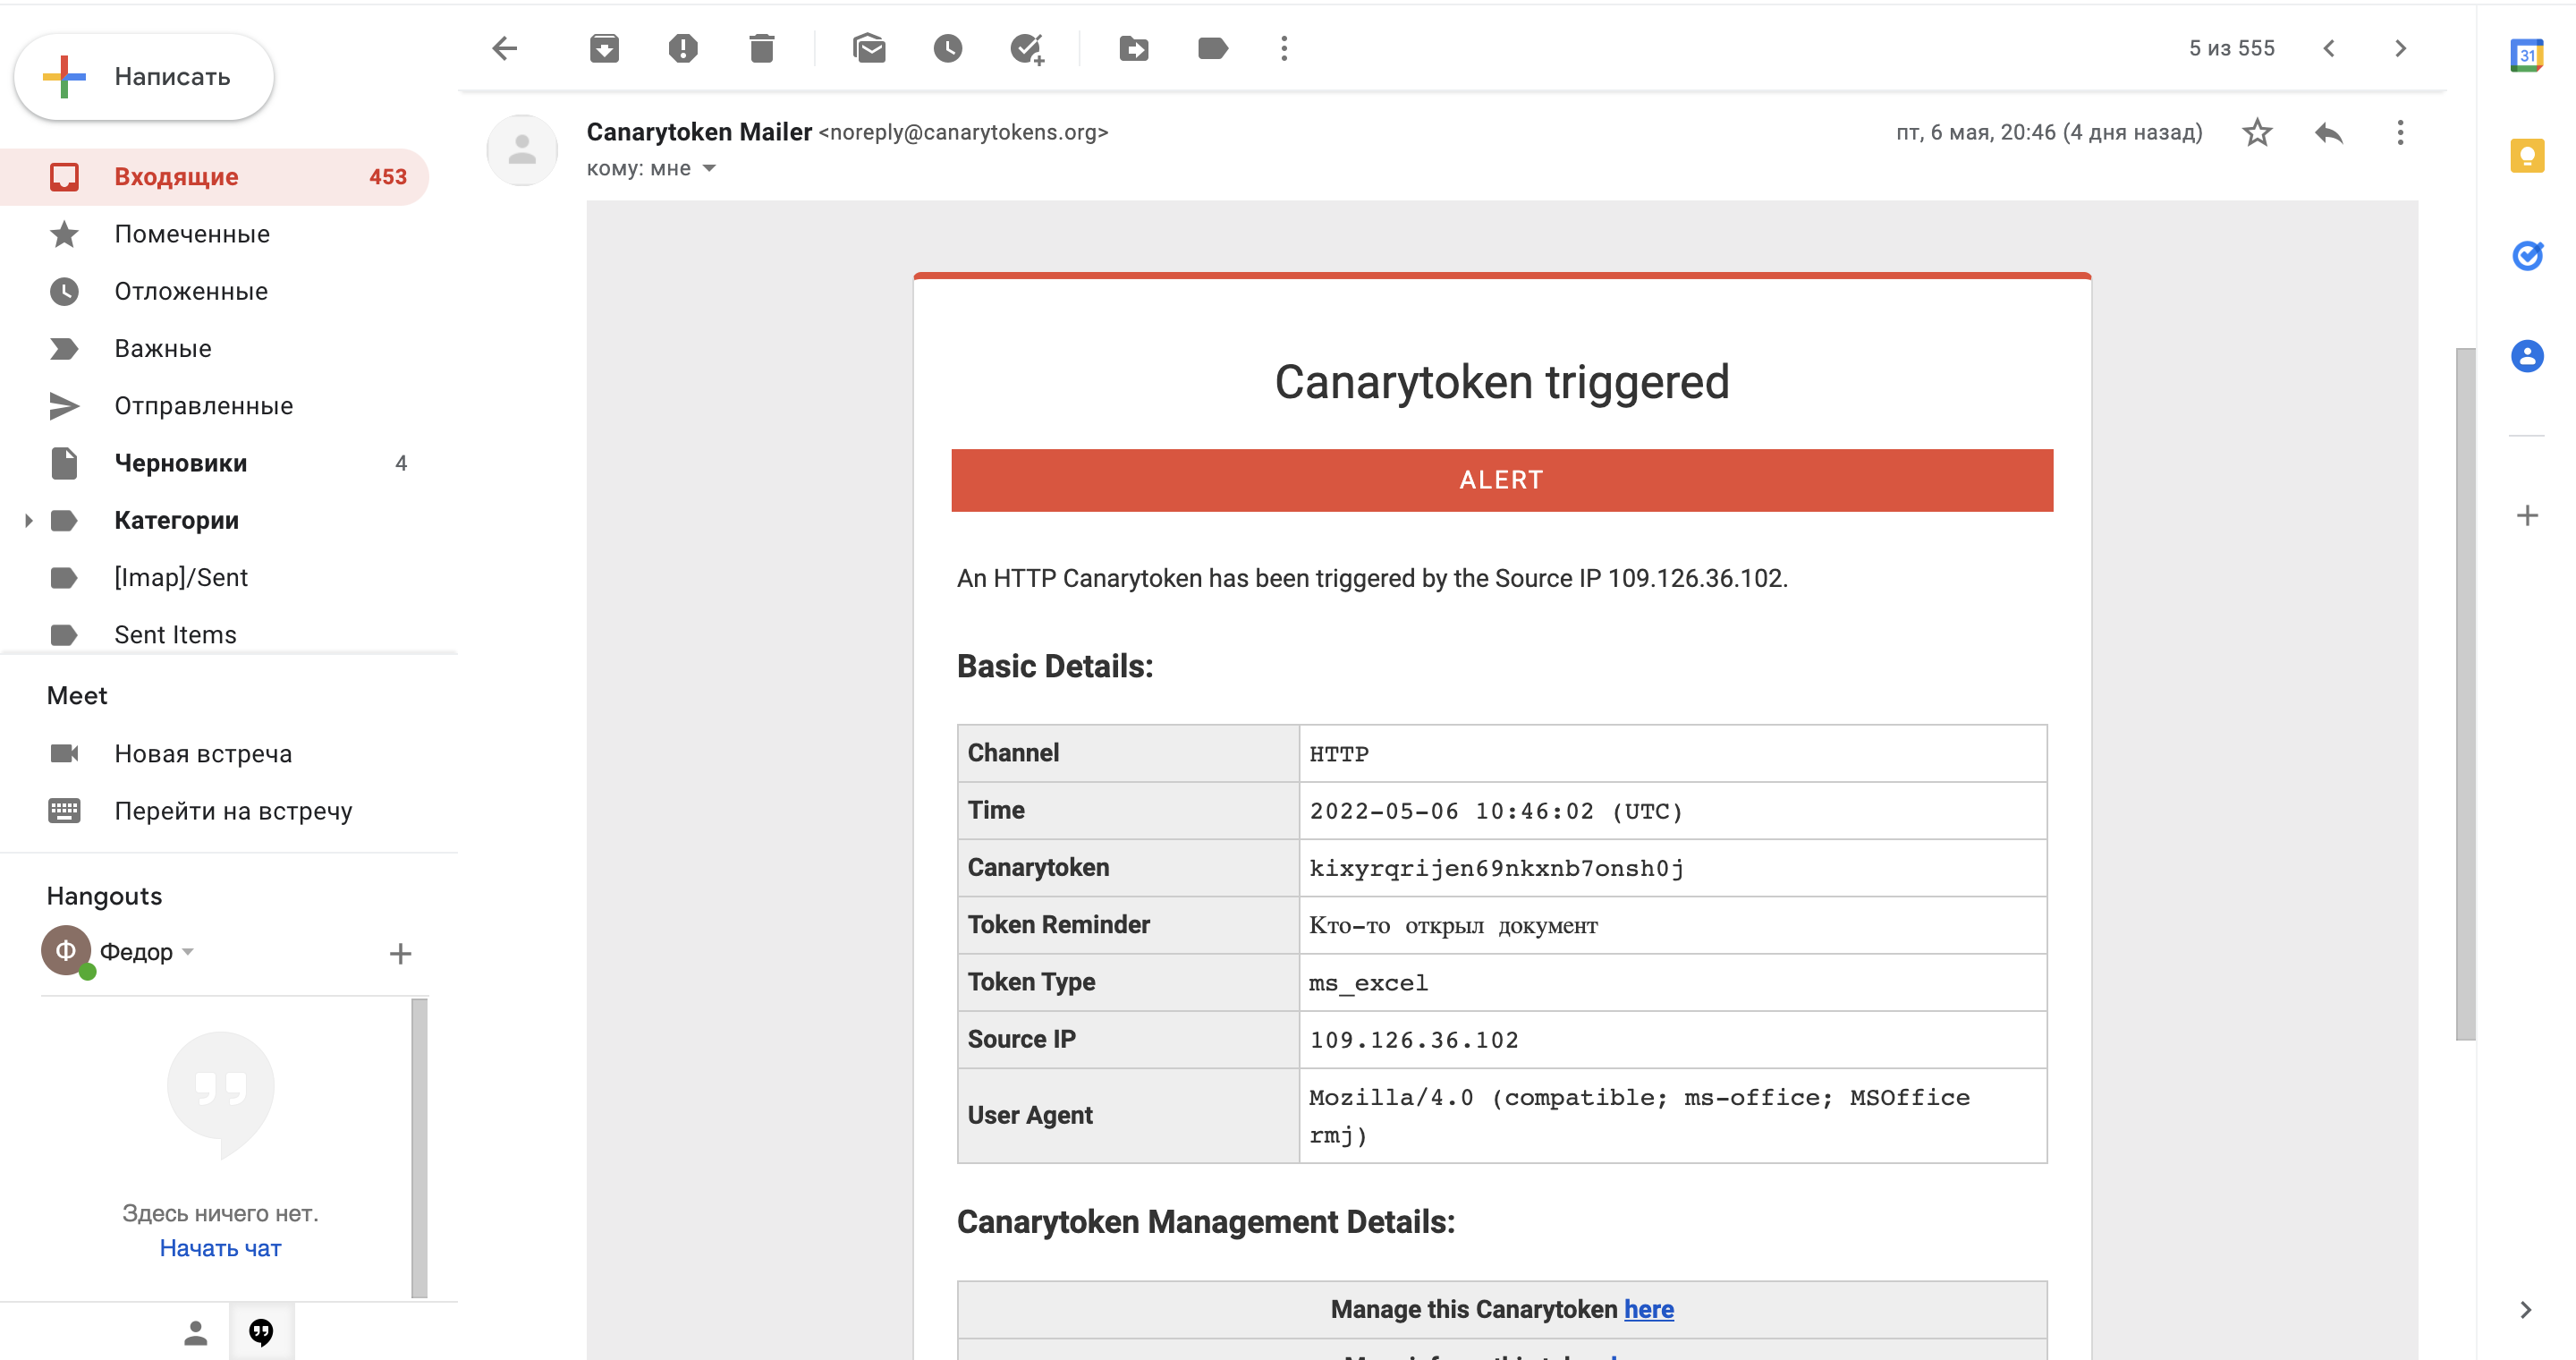 Написать
5 из 555
31
Входящие 453
Помеченные
Отложенные
Важные
Отправленные
Черновики 4
Категории
[Imap]/Sent
Sent Items
Meet
Новая встреча
Перейти на встречу
Hangouts
Ф Федор
Здесь ничего нет.
Начать чат
Canarytoken Mailer <noreply@canarytokens.org>
пт, 6 мая, 20:46 (4 дня назад)
кому: мне
Canarytoken triggered
ALERT
An HTTP Canarytoken has been triggered by the Source IP 109.126.36.102.
Basic Details:
Channel HTTP
Time 2022-05-06 10:46:02 (UTC)
Canarytoken kixyrqrijen69nkxnb7onsh0j
Token Reminder Кто-то открыл документ
Token Type ms_excel
Source IP 109.126.36.102
User Agent Mozilla/4.0 (compatible; ms-office; MSOffice
rmj)
Canarytoken Management Details:
Manage this Canarytoken here